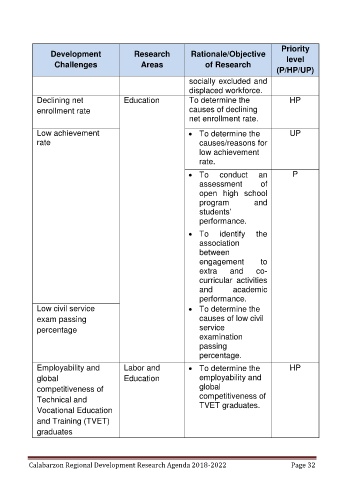 Development Challenges
Research Areas
Rationale/Objective of Research
Priority level (P/HP/UP)
socially excluded and
displaced workforce.
Declining net
enrollment rate
Education
To determine the
causes of declining
net enrollment rate.
HP
Low achievement
rate
• To determine the
causes/reasons for
low achievement
rate.
UP
• To conduct an
assessment of
open high school
program and
students'
performance.
P
• To identify the
association
between
engagement to
extra and co-
curricular activities
and academic
performance.
Low civil service
exam passing
percentage
• To determine the
causes of low civil
service
examination
passing
percentage.
Employability and
global
competitiveness of
Technical and
Vocational Education
and Training (TVET)
graduates
Labor and
Education
• To determine the
employability and
global
competitiveness of
TVET graduates.
HP
Calabarzon Regional Development Research Agenda 2018-2022 Page 32